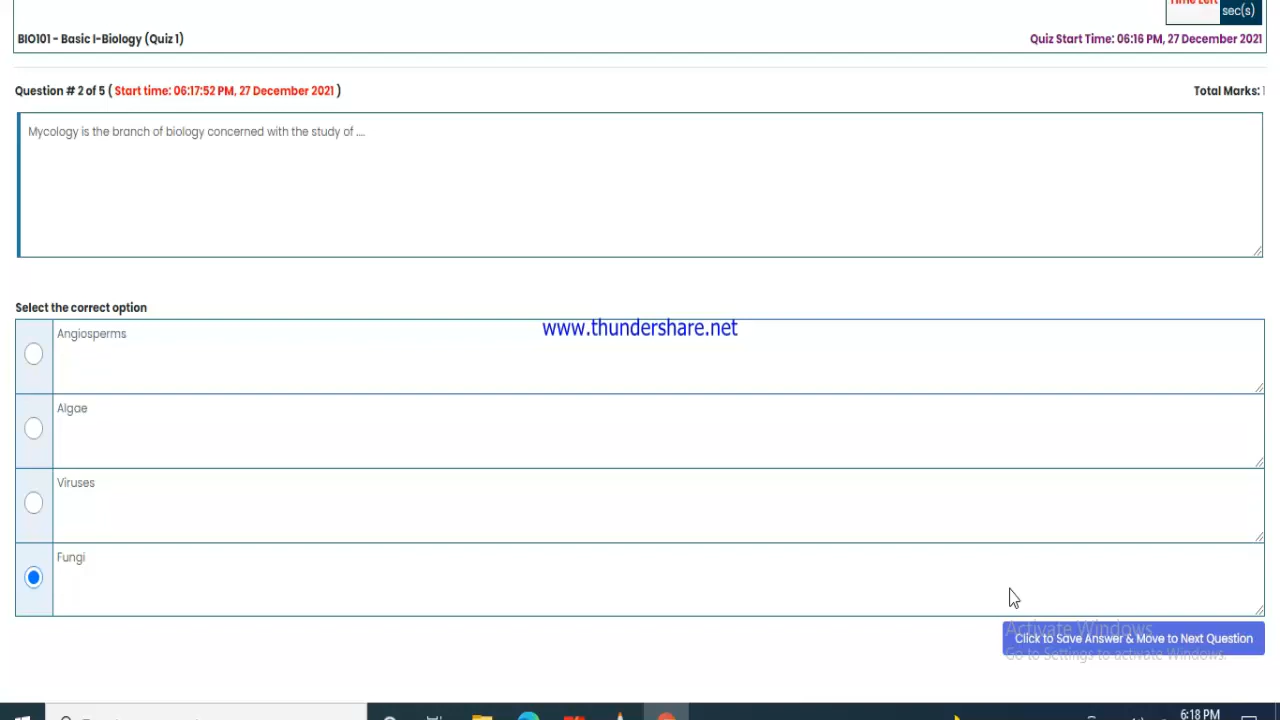 Time Left
sec(s)
BIO101 - Basic I-Biology (Quiz 1)
Quiz Start Time: 06:16 PM, 27 December 2021
Question # 2 of 5 ( Start time: 06:17:52 PM, 27 December 2021 )
Total Marks: 1
Mycology is the branch of biology concerned with the study of ....
Select the correct option
www.thundershare.net
Angiosperms
Algae
Viruses
Fungi
Activate Windows
Click to Save Answer & Move to Next Question
Go to Settings to activate Windows.
6:18 PM